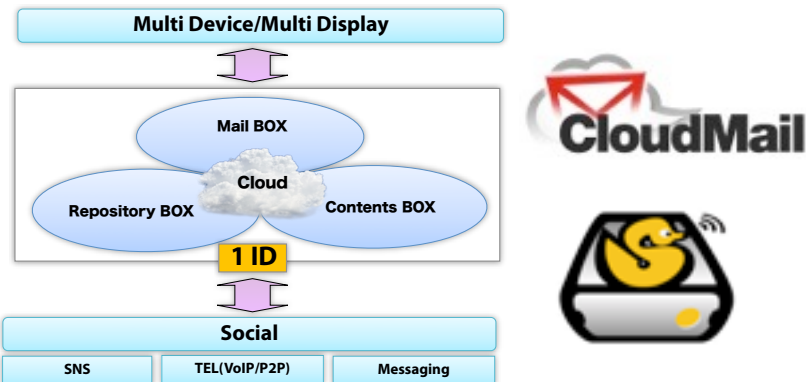 Multi Device/Multi Display
Mail BOX
Cloud
Repository BOX
Contents BOX
1 ID
Social
SNS
TEL(VoIP/P2P)
Messaging
CloudMail